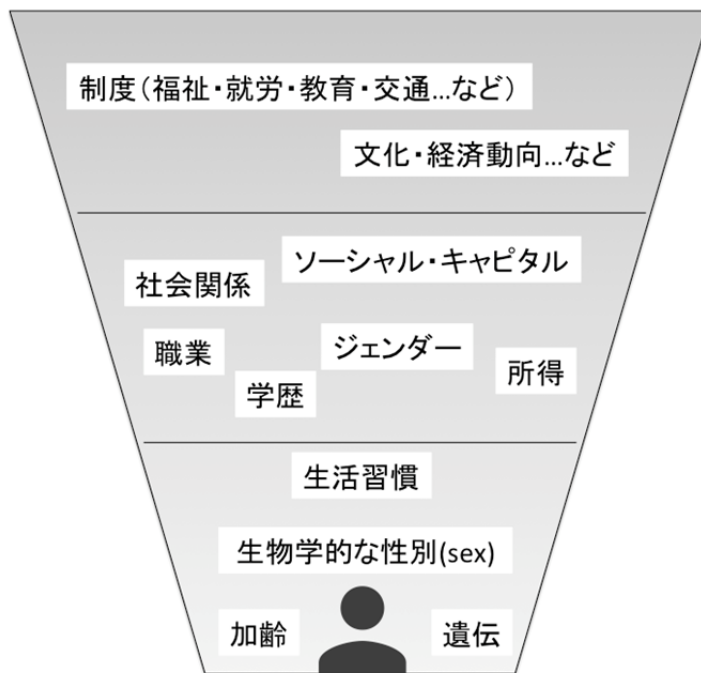 制度(福祉・就労・教育・交通...など)
文化・経済動向...など
ソーシャル・キャピタル
社会関係
ジェンダー
職業
所得
学歴
生活習慣
生物学的な性別(sex)
加齢
遺伝